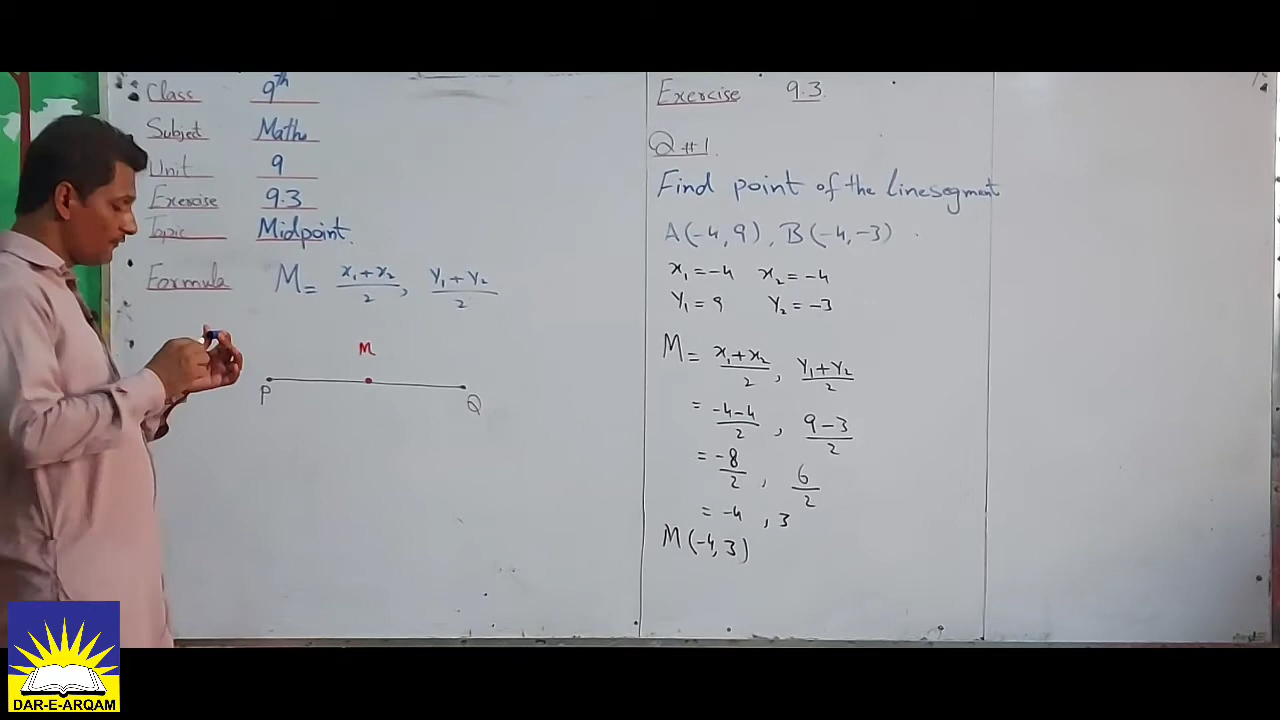 Class 9th
Subject Math
Unit 9
Exercise 9.3
Topic Midpoint.
Formula M = x₁+x₂/2, Y₁+Y₂/2
M
P
Q
Exercise 9.3
Q#1.
Find point of the linesegment
A(-4, 9), B(-4, -3)
x₁ = -4 x₂ = -4
Y₁ = 9 Y₂ = -3
M = x₁+x₂/2, Y₁+Y₂/2
= -4-4/2, 9-3/2
= -8/2, 6/2
= -4, 3
M(-4, 3)
DAR-E-ARQAM